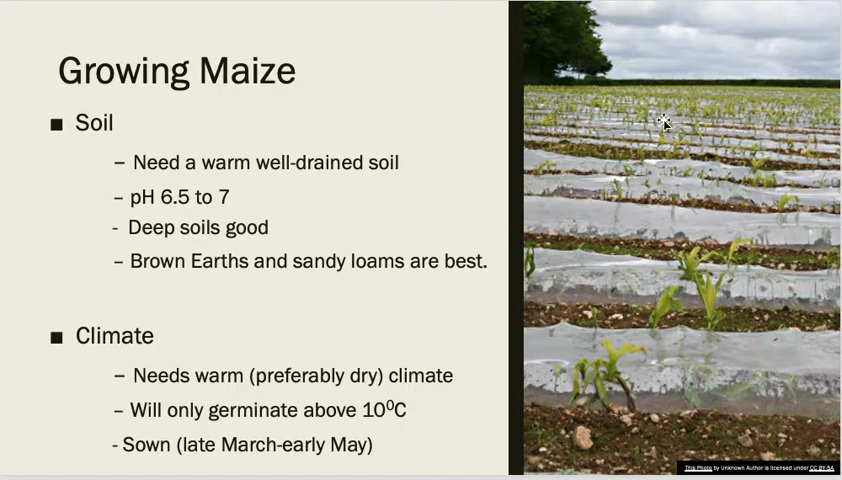 Growing Maize
■ Soil
– Need a warm well-drained soil
– pH 6.5 to 7
- Deep soils good
– Brown Earths and sandy loams are best.
■ Climate
– Needs warm (preferably dry) climate
– Will only germinate above 10⁰C
- Sown (late March-early May)
This Photo by Unknown Author is licensed under CC BY-SA